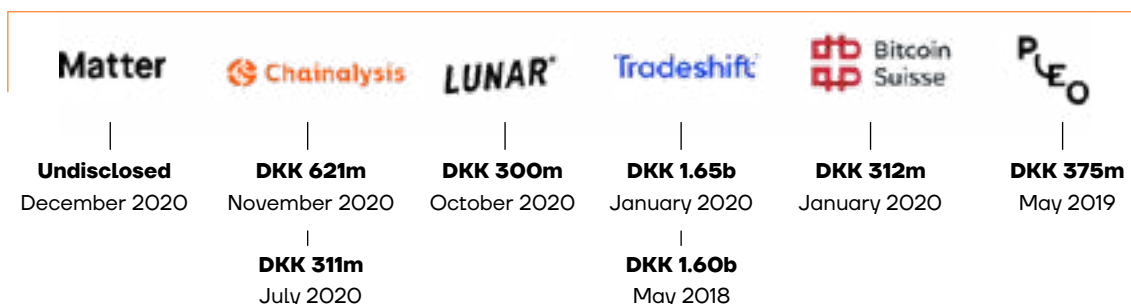 Matter
Chainalysis
LUNAR®
Tradeshift
Bitcoin
Suisse
PLEO
Undisclosed
December 2020
DKK 621m
November 2020
DKK 311m
July 2020
DKK 300m
October 2020
DKK 1.65b
January 2020
DKK 1.60b
May 2018
DKK 312m
January 2020
DKK 375m
May 2019